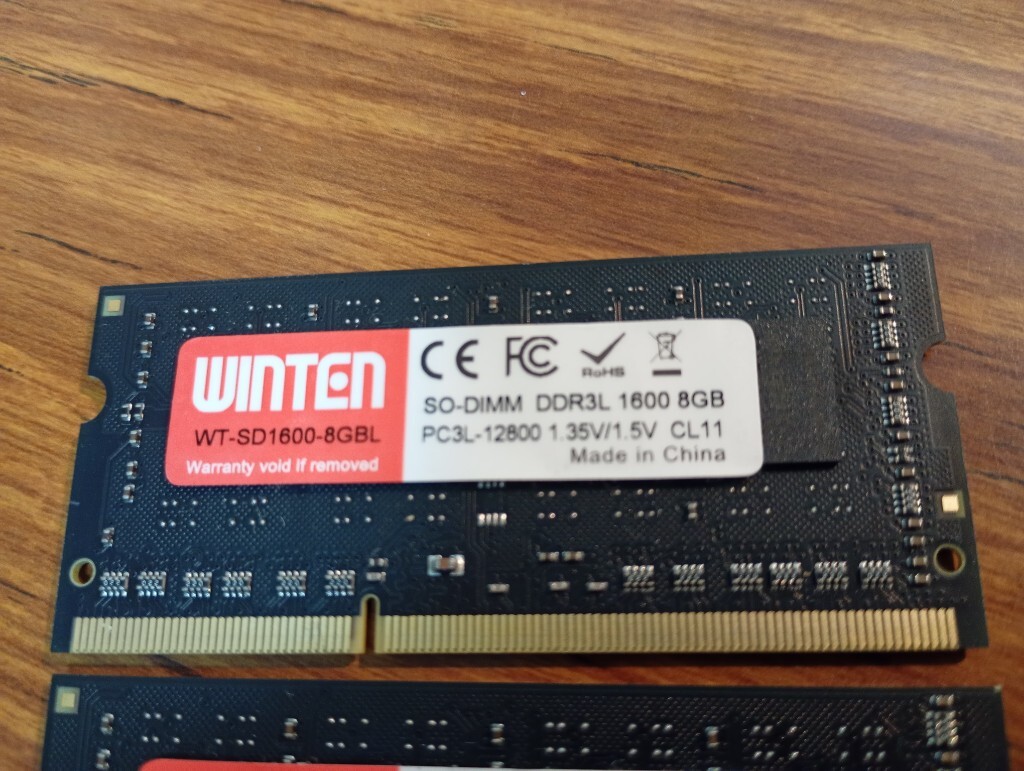 WINTEN
WT-SD1600-8GBL
Warranty void if removed
CE FC
RoHS
SO-DIMM DDR3L 1600 8GB
PC3L-12800 1.35V/1.5V CL11
Made in China